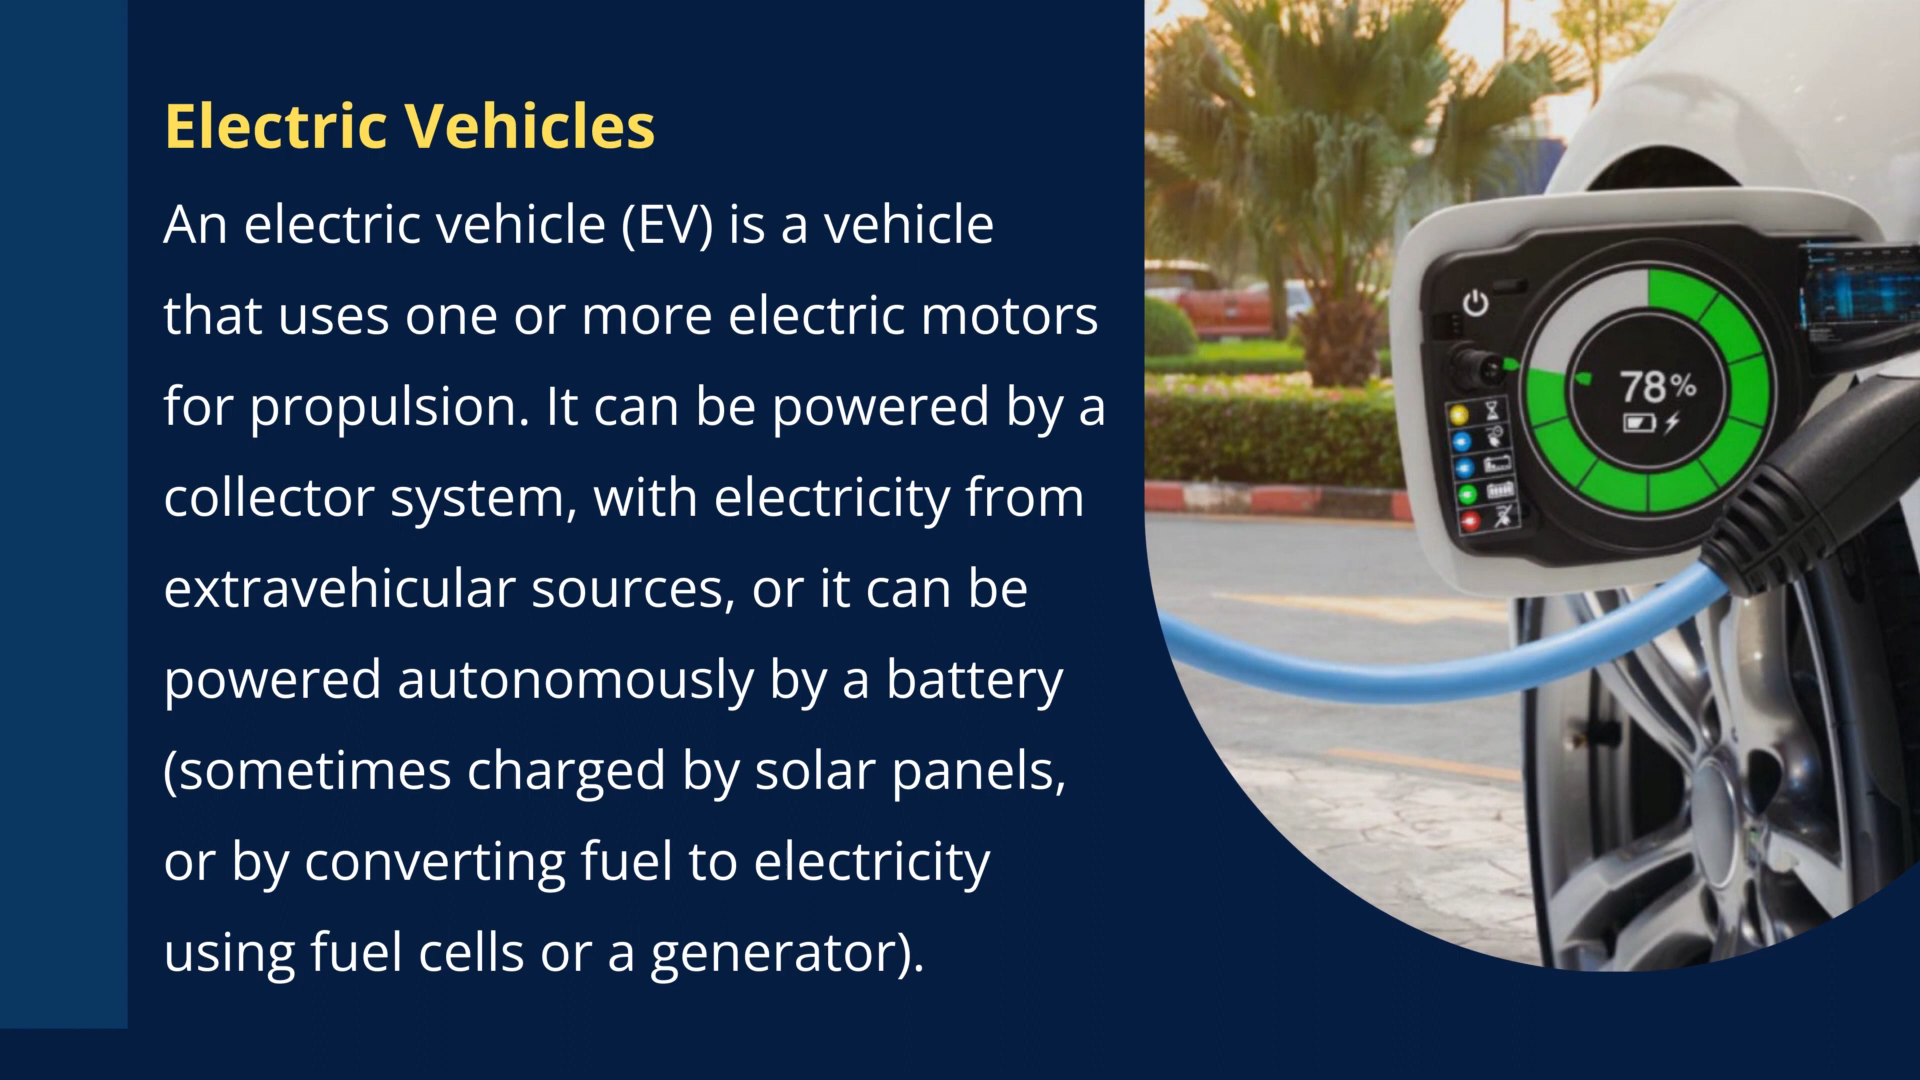 Electric Vehicles
An electric vehicle (EV) is a vehicle
that uses one or more electric motors
for propulsion. It can be powered by a
collector system, with electricity from
extravehicular sources, or it can be
powered autonomously by a battery
(sometimes charged by solar panels,
or by converting fuel to electricity
using fuel cells or a generator).
78%